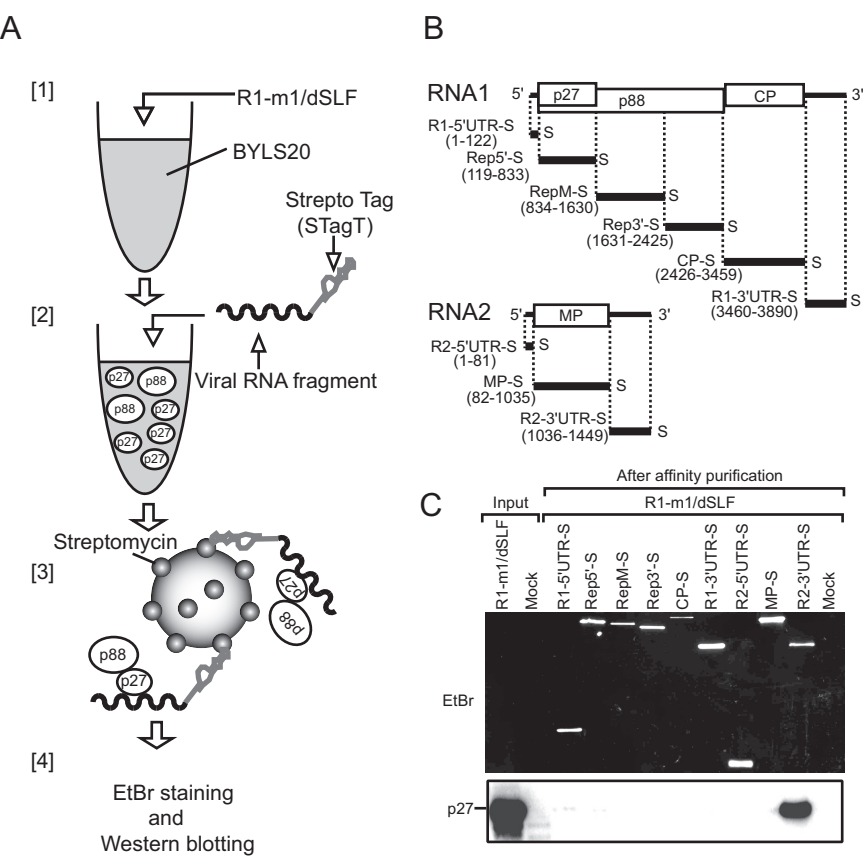 A
[1]
R1-m1/dSLF
BYLS20
Strepto Tag
(STagT)
[2]
Viral RNA fragment
p27
p88
p88
p27
p27
p27
p27
Streptomycin
[3]
p27
p88
p88
p27
[4]
EtBr staining
and
Western blotting
B
RNA1
5'
p27
p88
CP
3'
R1-5'UTR-S
(1-122)
S
Rep5'-S
(119-833)
S
RepM-S
(834-1630)
S
Rep3'-S
(1631-2425)
S
CP-S
(2426-3459)
S
R1-3'UTR-S
(3460-3890)
S
RNA2
5'
MP
3'
R2-5'UTR-S
(1-81)
S
MP-S
(82-1035)
S
R2-3'UTR-S
(1036-1449)
S
C
After affinity purification
Input
R1-m1/dSLF
R1-m1/dSLF
Mock
R1-5'UTR-S
Rep5'-S
RepM-S
Rep3'-S
CP-S
R1-3'UTR-S
R2-5'UTR-S
MP-S
R2-3'UTR-S
Mock
EtBr
p27